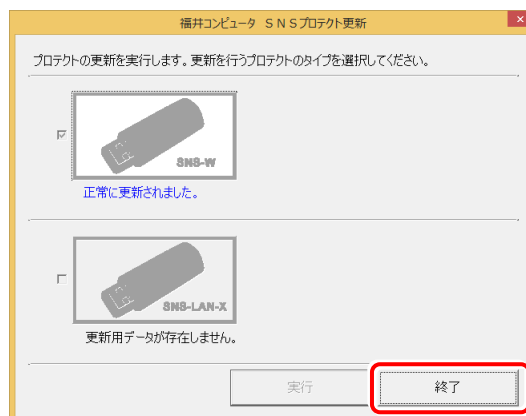 福井コンピュータ ＳＮＳプロテクト更新
プロテクトの更新を実行します。更新を行うプロテクトのタイプを選択してください。
SNS-W
正常に更新されました。
SNS-LAN-X
更新用データが存在しません。
実行
終了